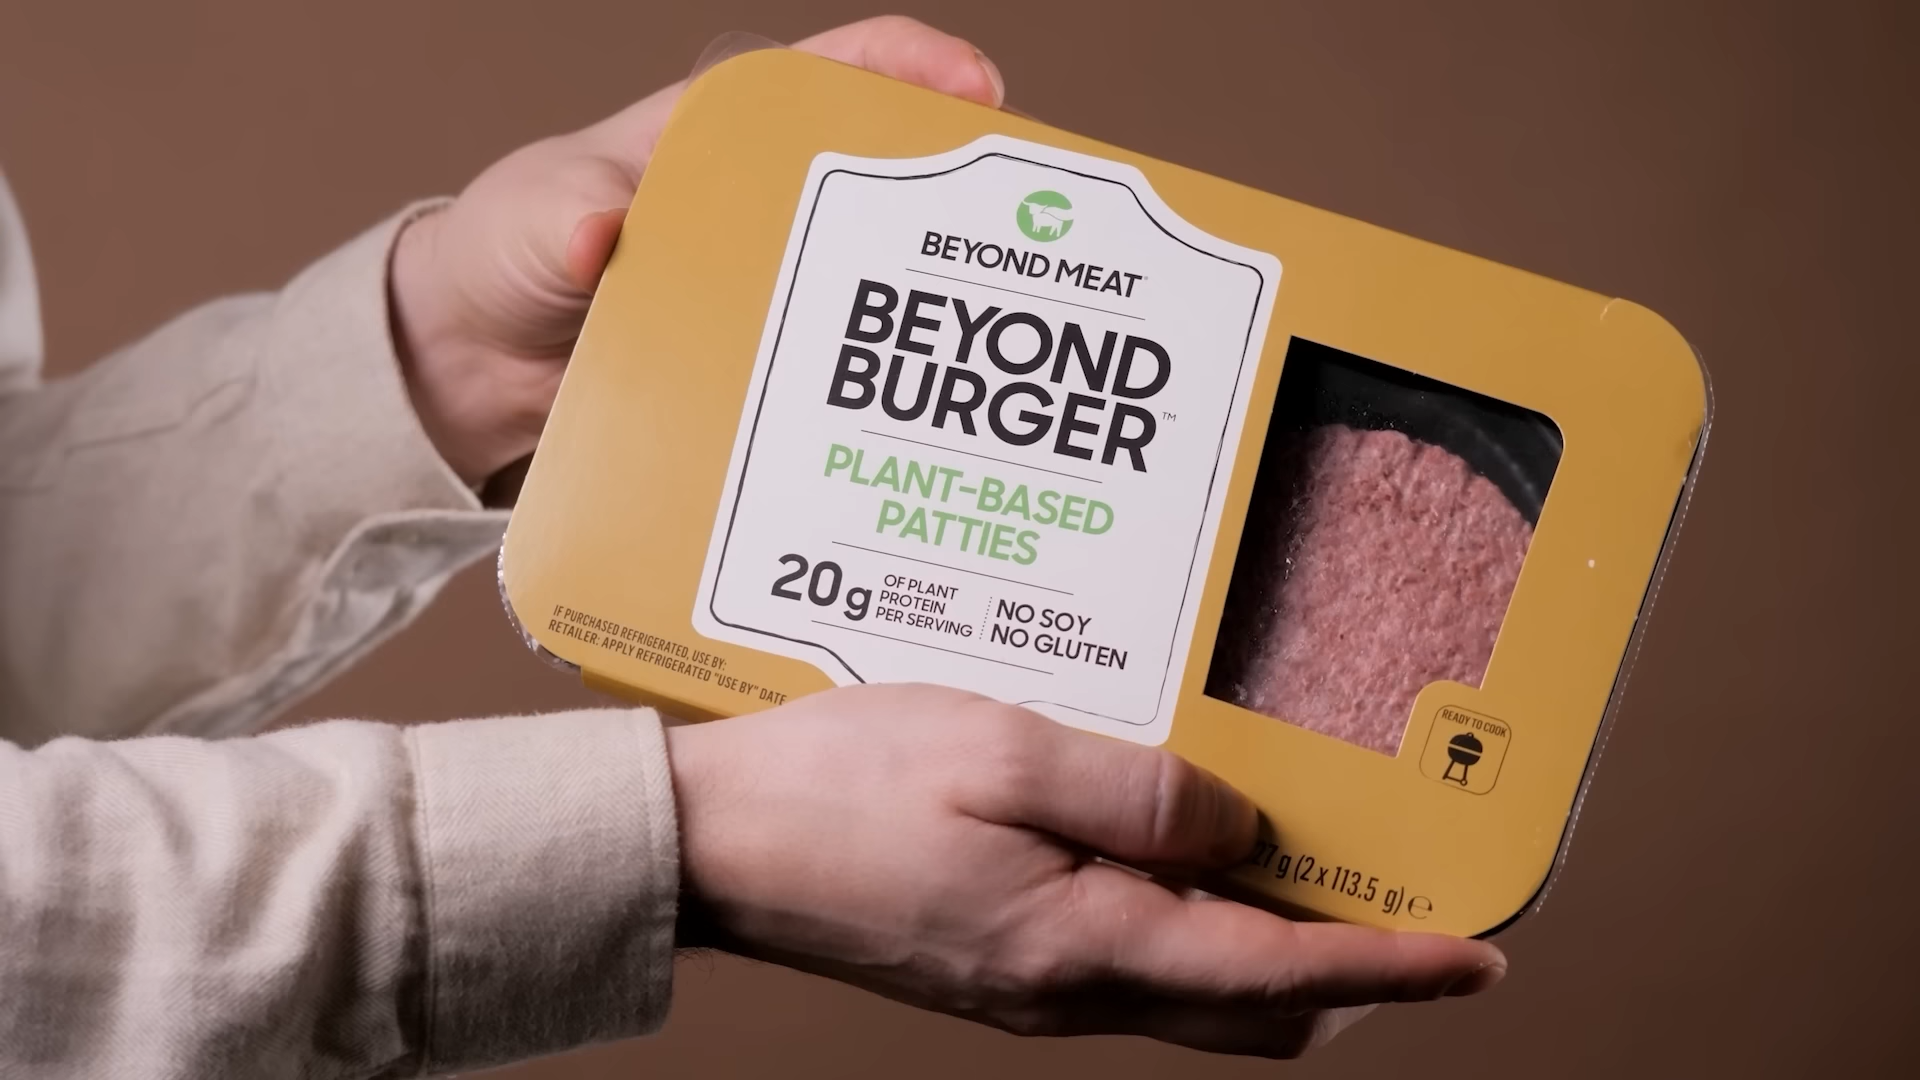 BEYOND MEAT®
BEYOND
BURGER™
PLANT-BASED
PATTIES
20g
OF PLANT
PROTEIN
PER SERVING
NO SOY
NO GLUTEN
IF PURCHASED REFRIGERATED, USE BY:
RETAILER: APPLY REFRIGERATED "USE BY" DATE
READY TO COOK
27 g (2 x 113.5 g) ℮